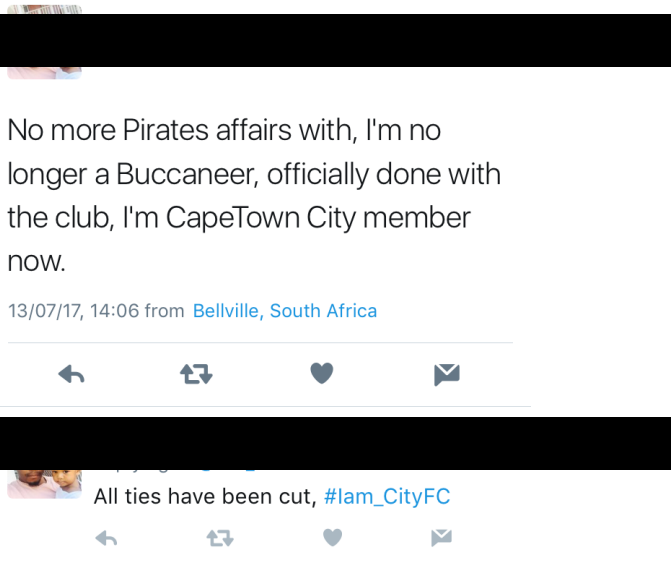 No more Pirates affairs with, I'm no
longer a Buccaneer, officially done with
the club, I'm CapeTown City member
now.
13/07/17, 14:06 from Bellville, South Africa
All ties have been cut, #Iam_CityFC